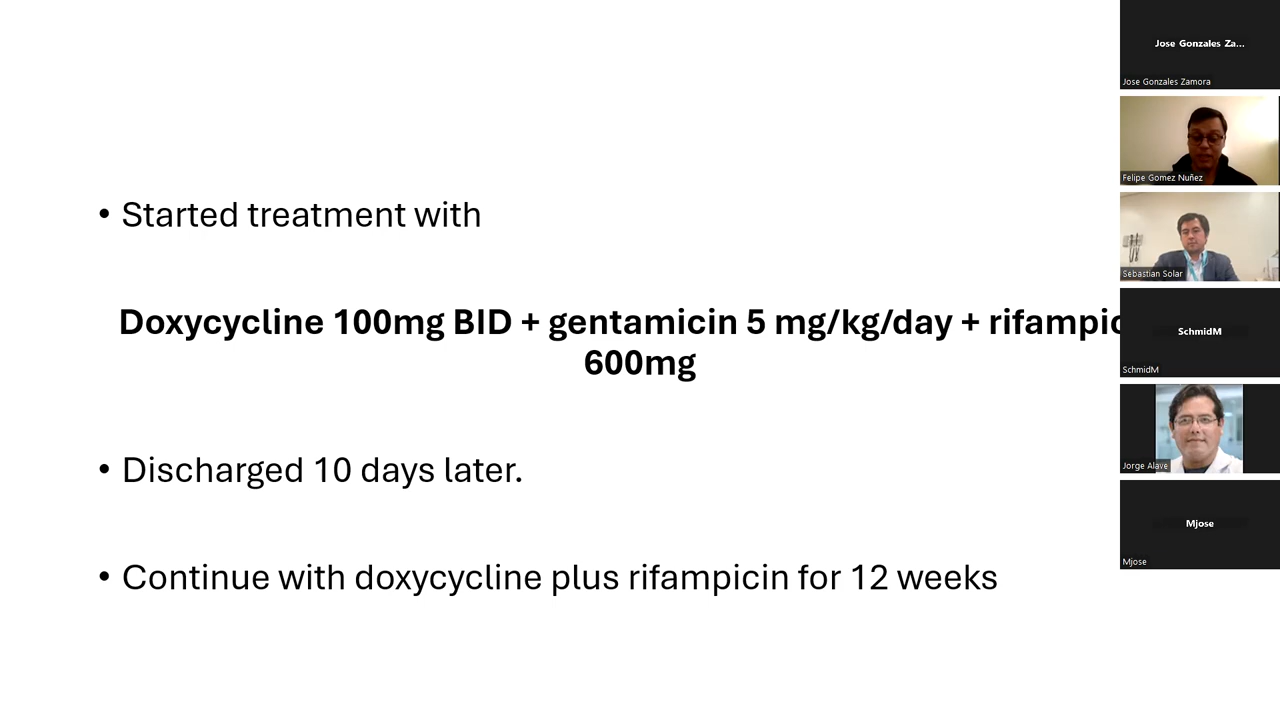 • Started treatment with
Doxycycline 100mg BID + gentamicin 5 mg/kg/day +
600mg
• Discharged 10 days later.
• Continue with doxycycline plus rifampicin for 12 weeks
Jose Gonzales Za...
Jose Gonzales Zamora
Felipe Gomez Nuñez
Sebastian Solar
SchmidM
SchmidM
Jorge Alave
Mjose
Mjose